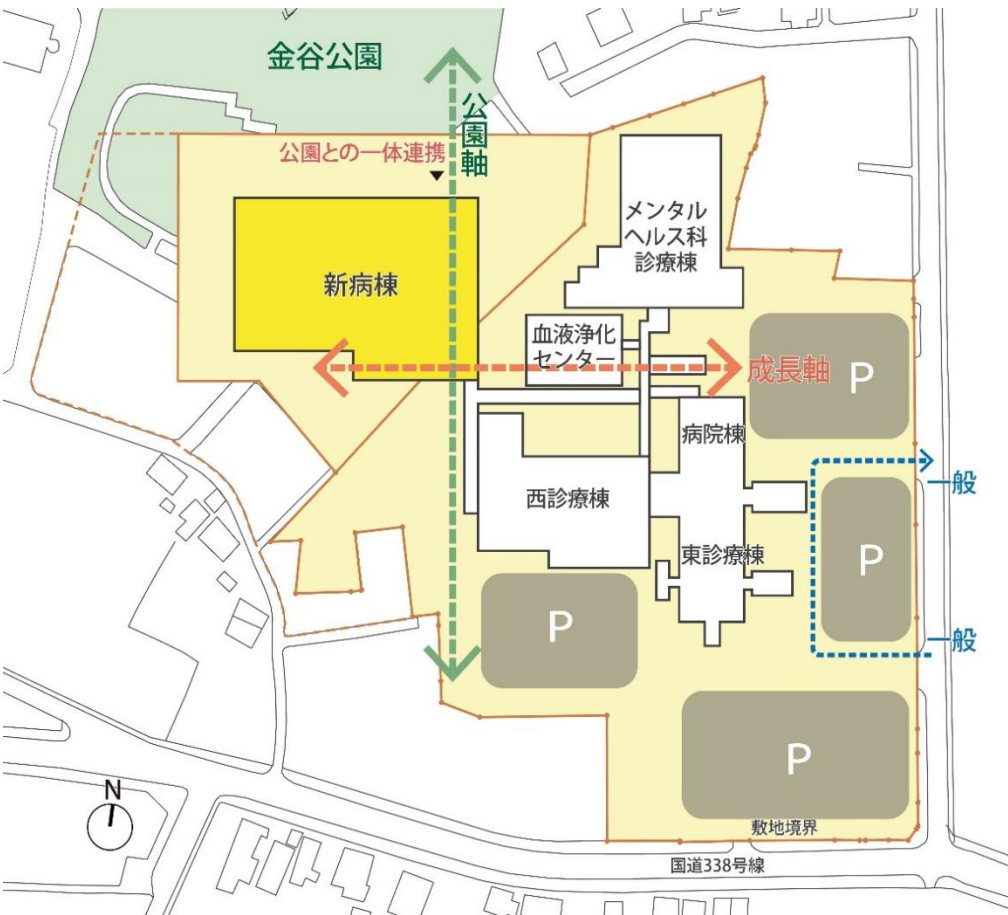 金谷公園
公園軸
公園との一体連携
▼
メンタル
ヘルス科
診療棟
新病棟
血液浄化
センター
成長軸
P
病院棟
一般
西診療棟
東診療棟
P
P
一般
P
N
敷地境界
国道338号線